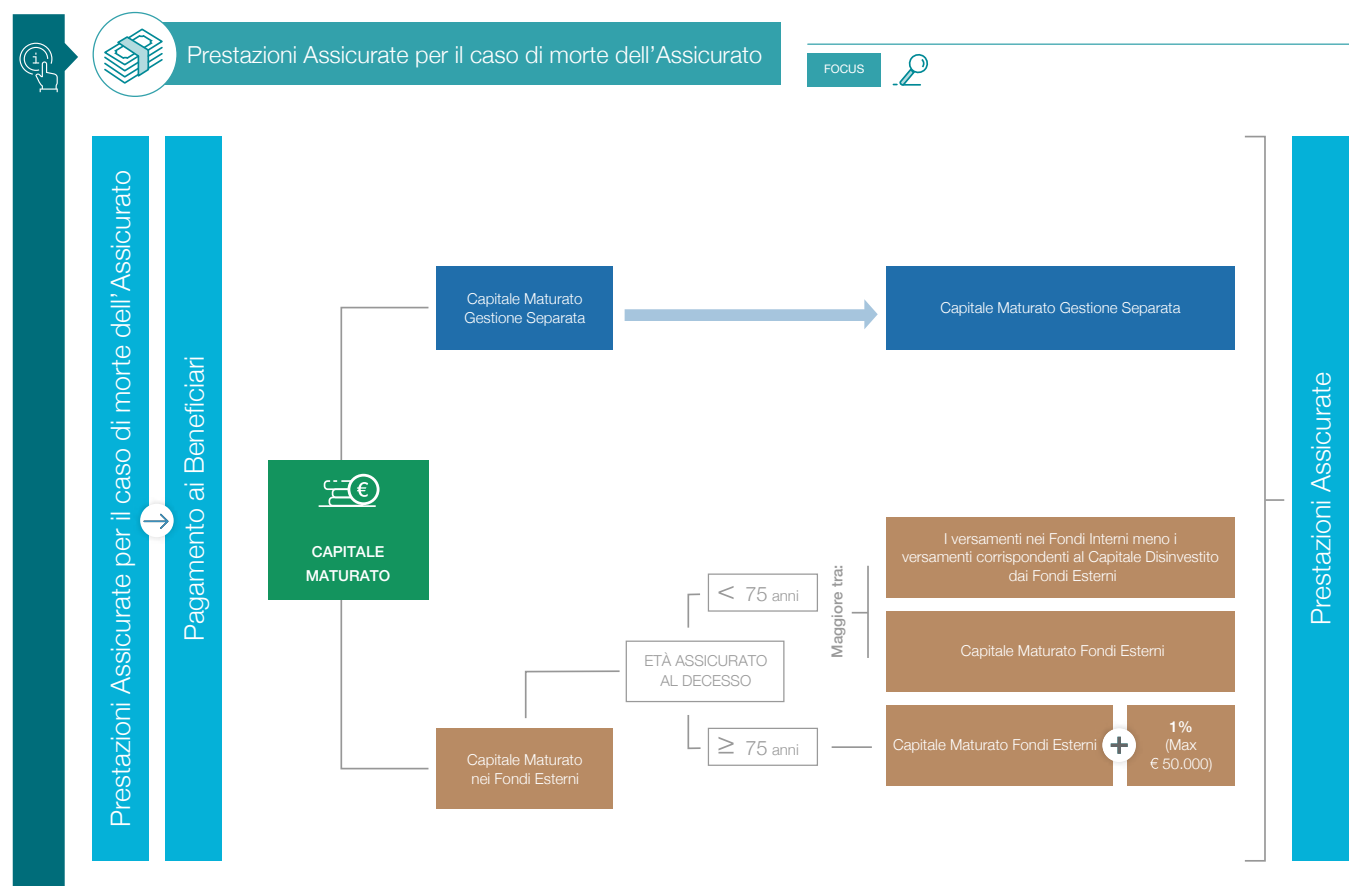 Prestazioni Assicurate per il caso di morte dell'Assicurato
FOCUS
Prestazioni Assicurate per il caso di morte dell'Assicurato
Pagamento ai Beneficiari
€
CAPITALE
MATURATO
Capitale Maturato
Gestione Separata
Capitale Maturato Gestione Separata
Capitale Maturato
nei Fondi Esterni
ETÀ ASSICURATO
AL DECESSO
< 75 anni
Maggiore tra:
I versamenti nei Fondi Interni meno i
versamenti corrispondenti al Capitale Disinvestito
dai Fondi Esterni
Capitale Maturato Fondi Esterni
≥ 75 anni
Capitale Maturato Fondi Esterni
+
1%
(Max
€ 50.000)
Prestazioni Assicurate